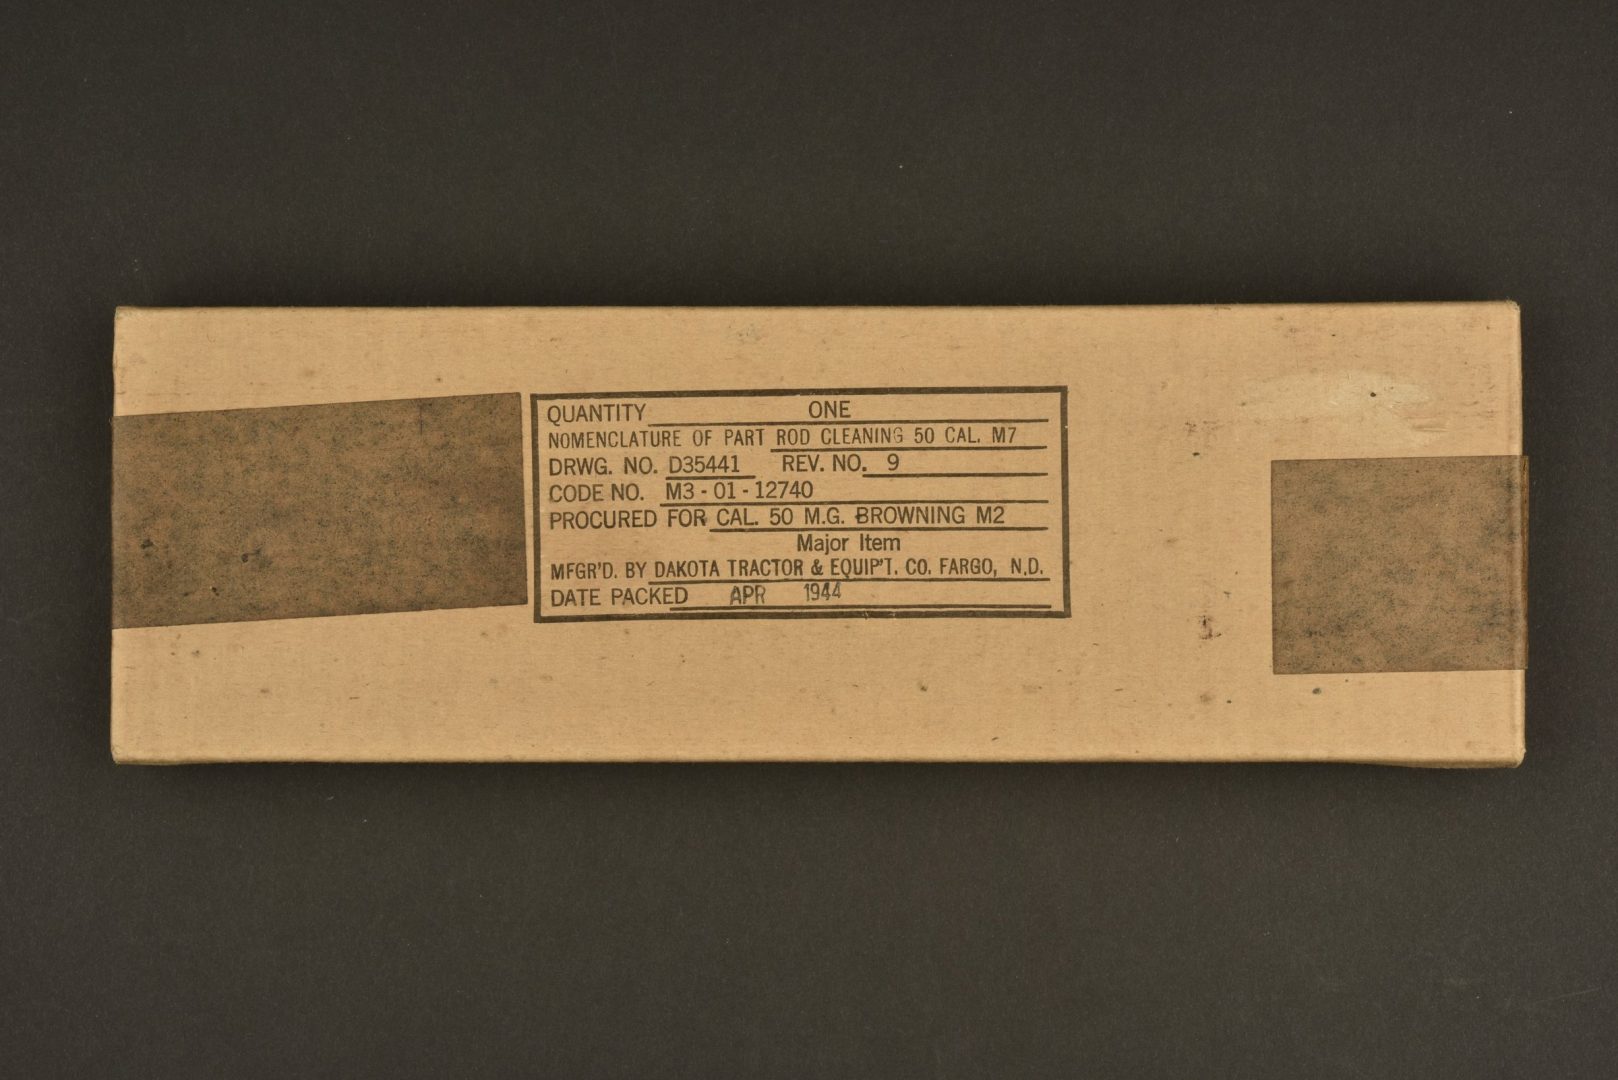 QUANTITY ONE
NOMENCLATURE OF PART ROD CLEANING 50 CAL. M7
DRWG. NO. D35441 REV. NO. 9
CODE NO. M3-01-12740
PROCURED FOR CAL. 50 M.G. BROWNING M2
Major Item
MFGR'D. BY DAKOTA TRACTOR & EQUIP'T. CO. FARGO, N.D.
DATE PACKED APR 1944